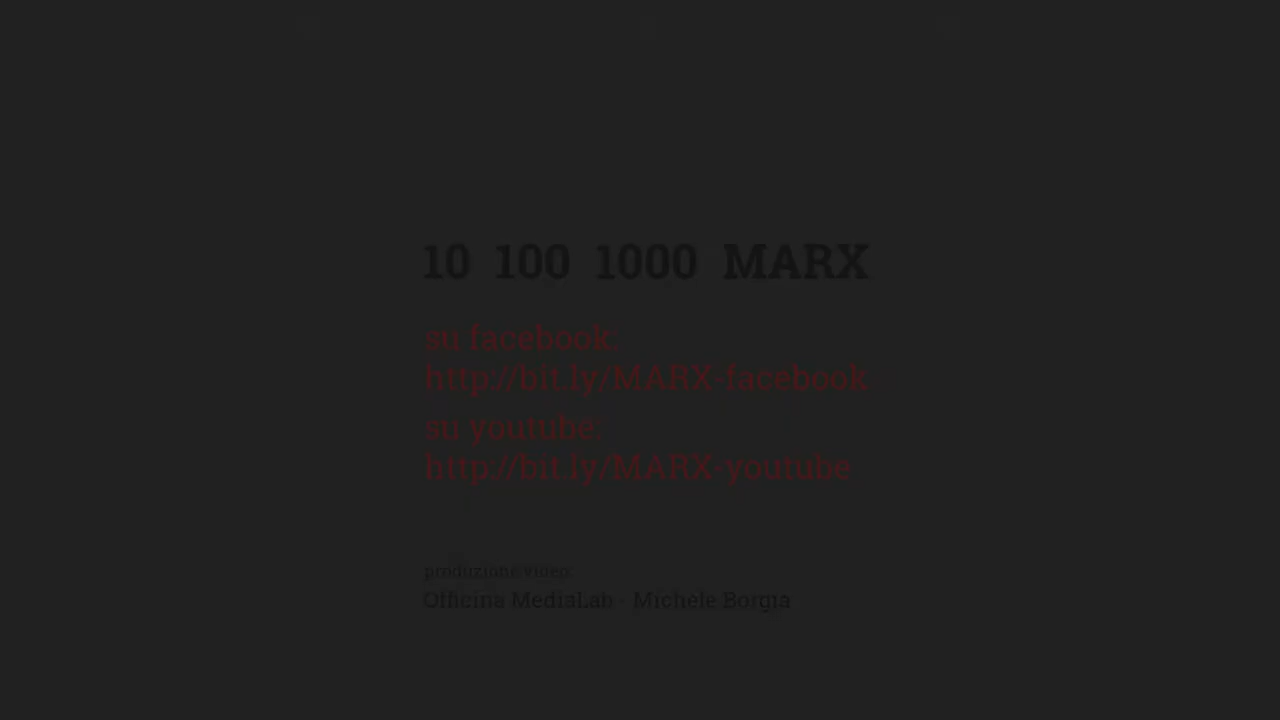 10 100 1000 MARX
su facebook:
http://bit.ly/MARX-facebook
su youtube:
http://bit.ly/MARX-youtube
produzione video:
Officina MediaLab - Michele Borgia